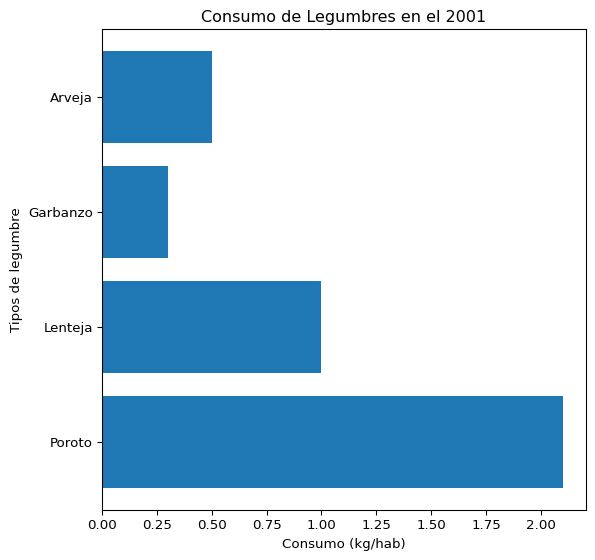 Consumo de Legumbres en el 2001
Tipos de legumbre
Arveja
Garbanzo
Lenteja
Poroto
0.00 0.25 0.50 0.75 1.00 1.25 1.50 1.75 2.00
Consumo (kg/hab)